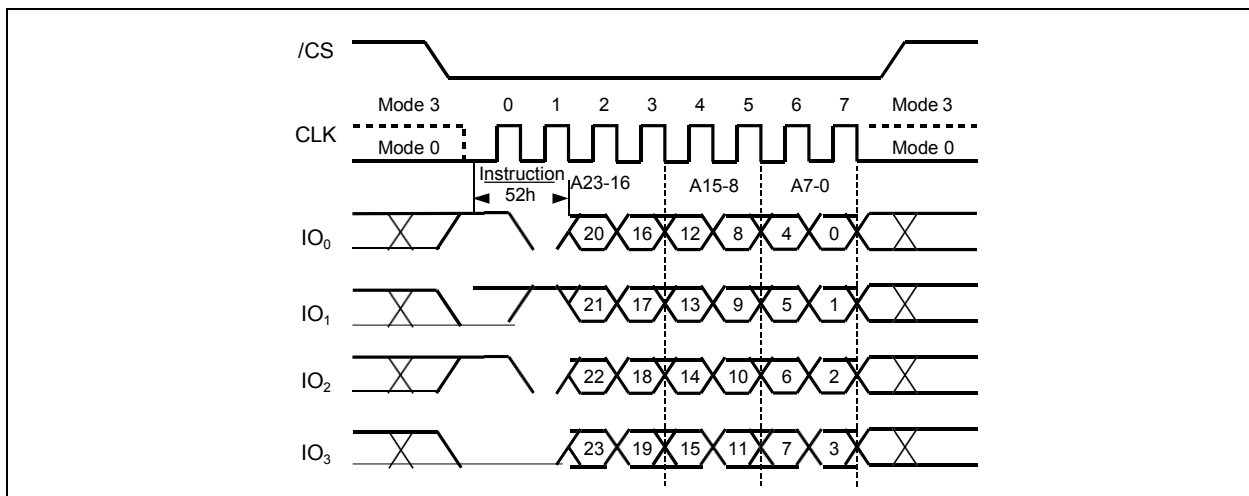 /CS
Mode 3 0 1 2 3 4 5 6 7 Mode 3
CLK
Mode 0 Mode 0
Instruction A23-16 A15-8 A7-0
52h
IO0 20 16 12 8 4 0
IO1 21 17 13 9 5 1
IO2 22 18 14 10 6 2
IO3 23 19 15 11 7 3